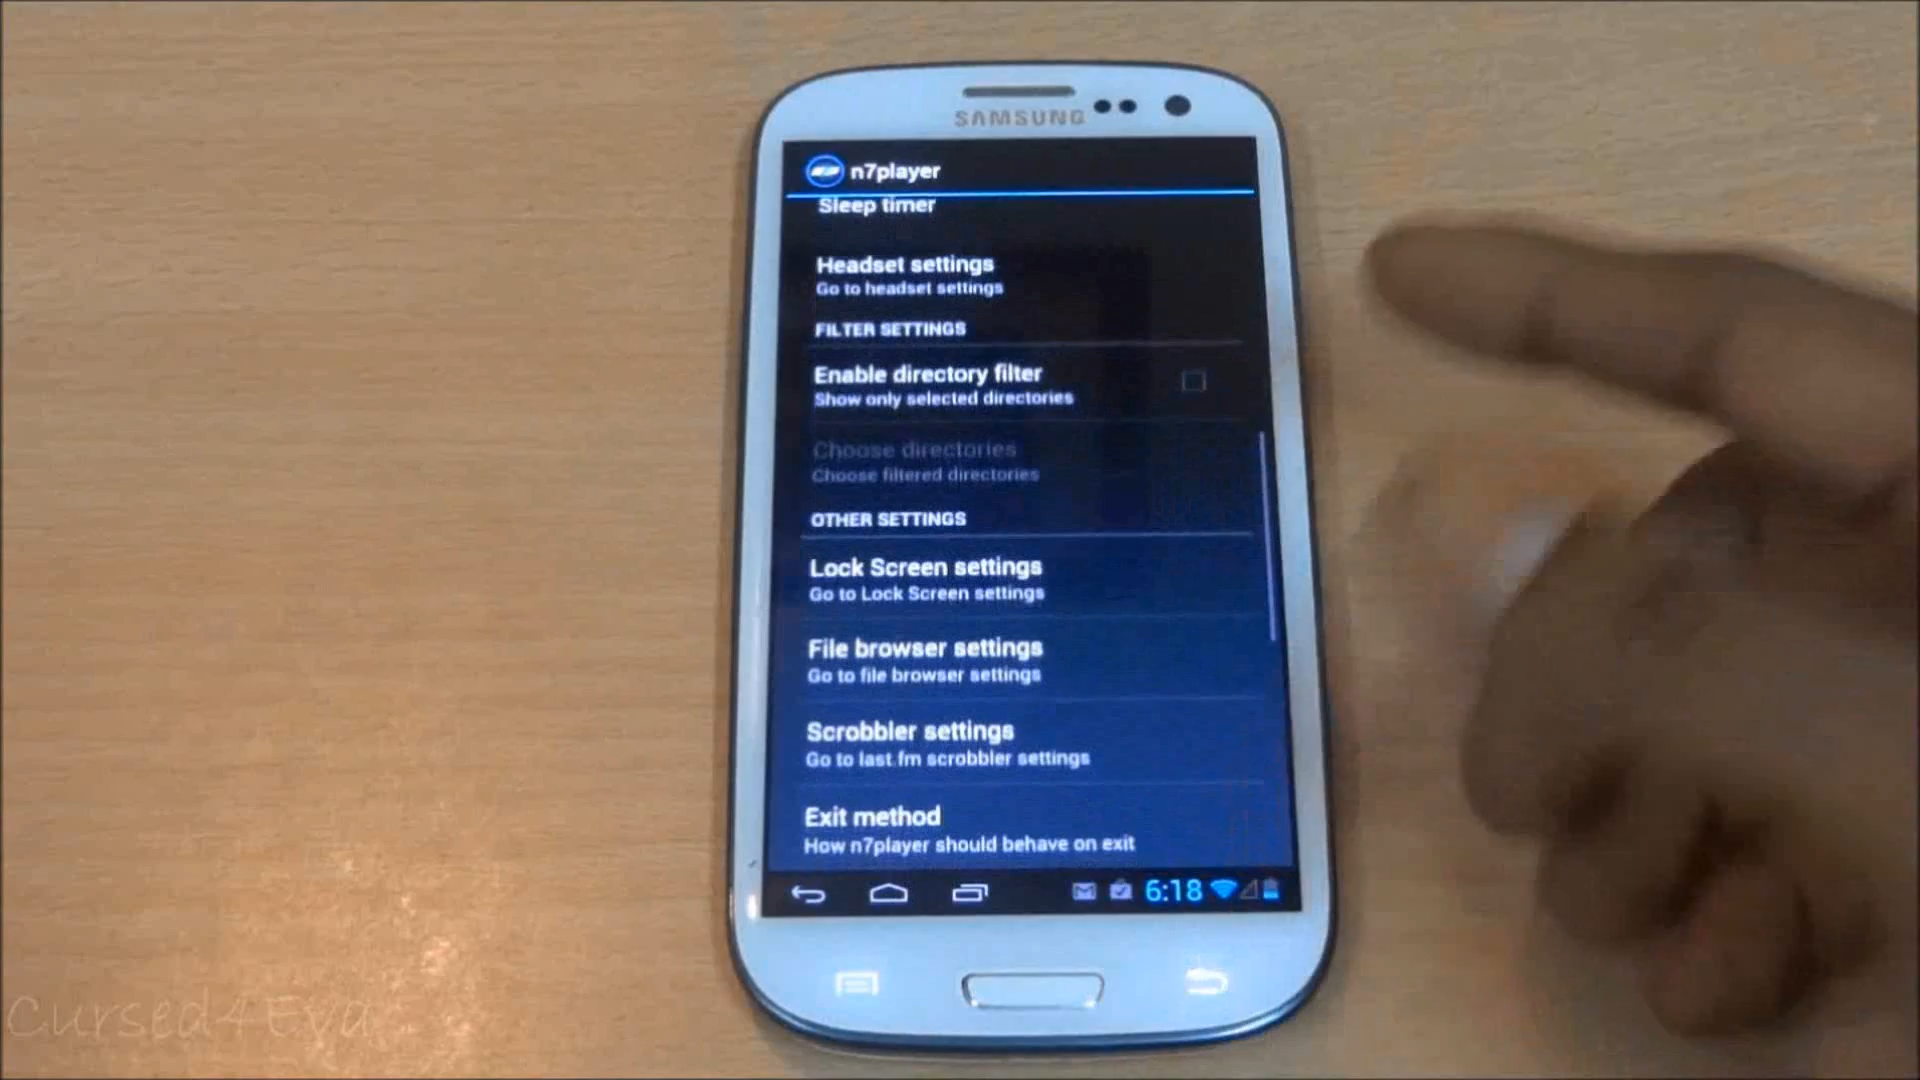 SAMSUNG
n7player
Sleep timer
Headset settings
Go to headset settings
FILTER SETTINGS
Enable directory filter
Show only selected directories
Choose directories
Choose filtered directories
OTHER SETTINGS
Lock Screen settings
Go to Lock Screen settings
File browser settings
Go to file browser settings
Scrobbler settings
Go to last fm scrobbler settings
Exit method
How n7player should behave on exit
6:18
Cursed4Eva